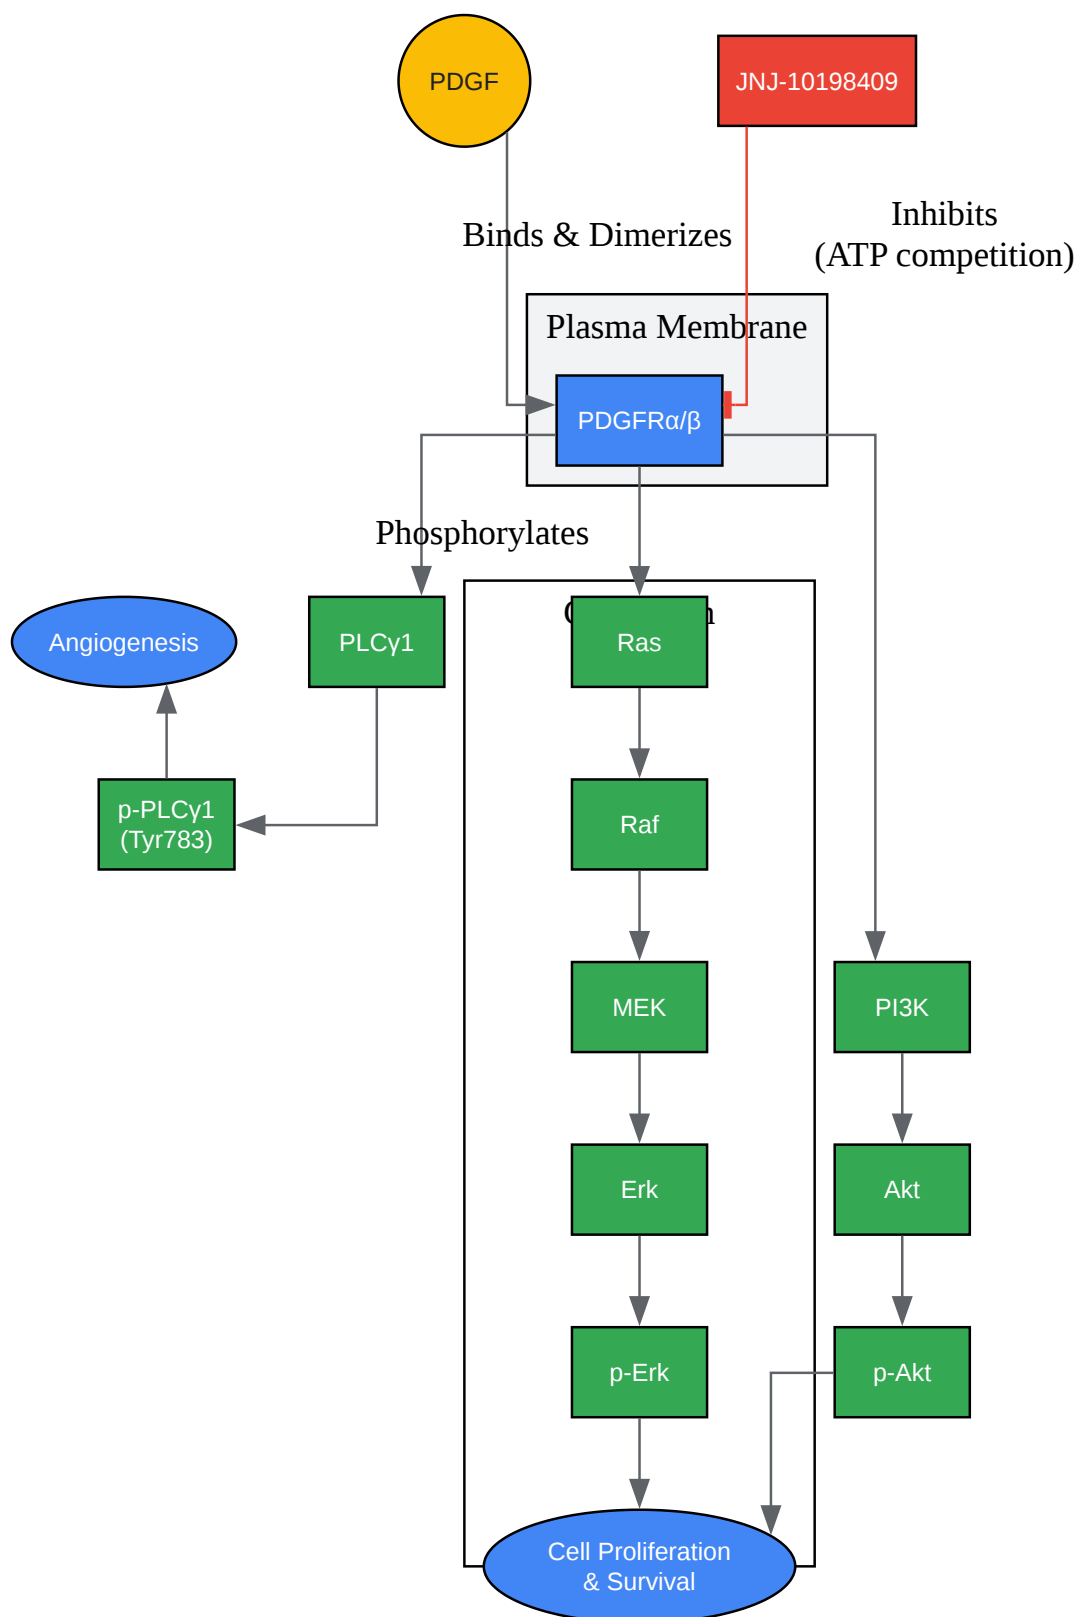 PDGF
JNJ-10198409
Binds & Dimerizes
Inhibits
(ATP competition)
Plasma Membrane
PDGFRα/β
Phosphorylates
Angiogenesis
PLCγ1
Ras
p-PLCγ1
(Tyr783)
Raf
MEK
PI3K
Erk
Akt
p-Erk
p-Akt
Cell Proliferation
& Survival